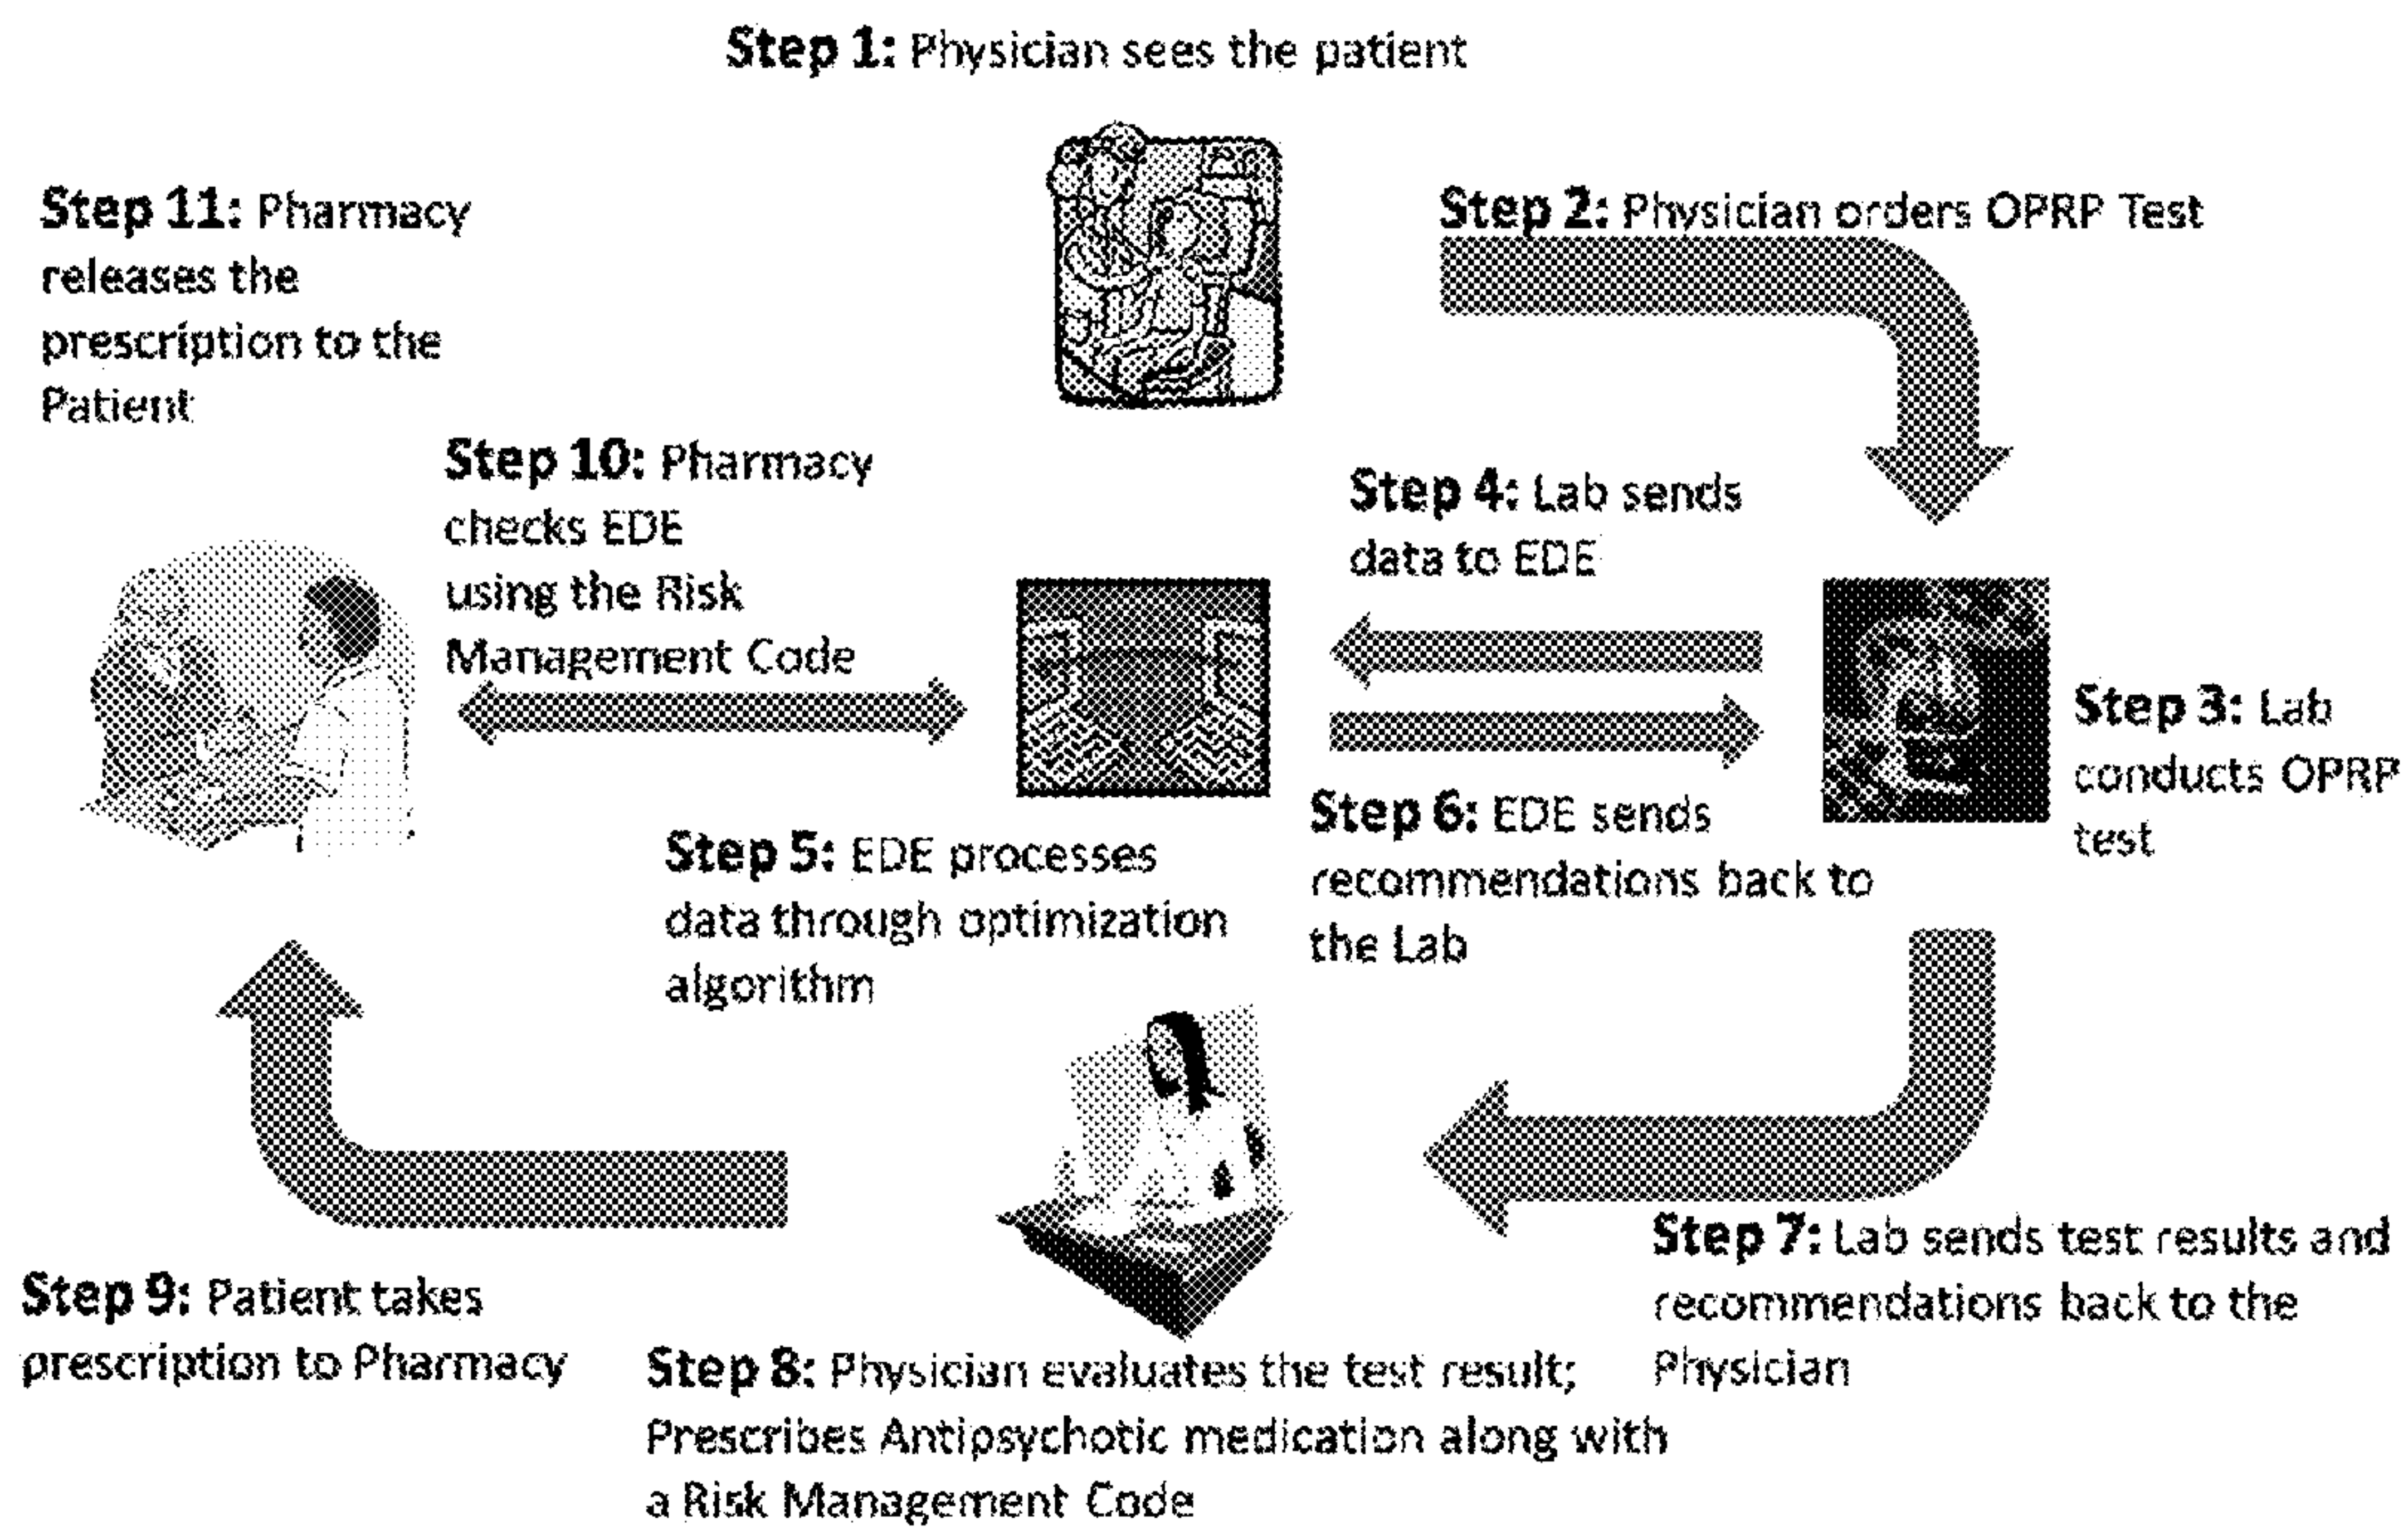 Step 1: Physician sees the patient
Step 2: Physician orders OPRP Test
Step 11: Pharmacy
releases the
prescription to the
Patient
Step 10: Pharmacy
checks EDE
using the Risk
Management Code
Step 4: Lab sends
data to EDE
Step 3: Lab
conducts OPRP
test
Step 5: EDE processes
data through optimization
algorithm
Step 6: EDE sends
recommendations back to
the Lab
Step 7: Lab sends test results and
recommendations back to the
Physician
Step 9: Patient takes
prescription to Pharmacy
Step 8: Physician evaluates the test result;
Prescribes Antipsychotic medication along with
a Risk Management Code